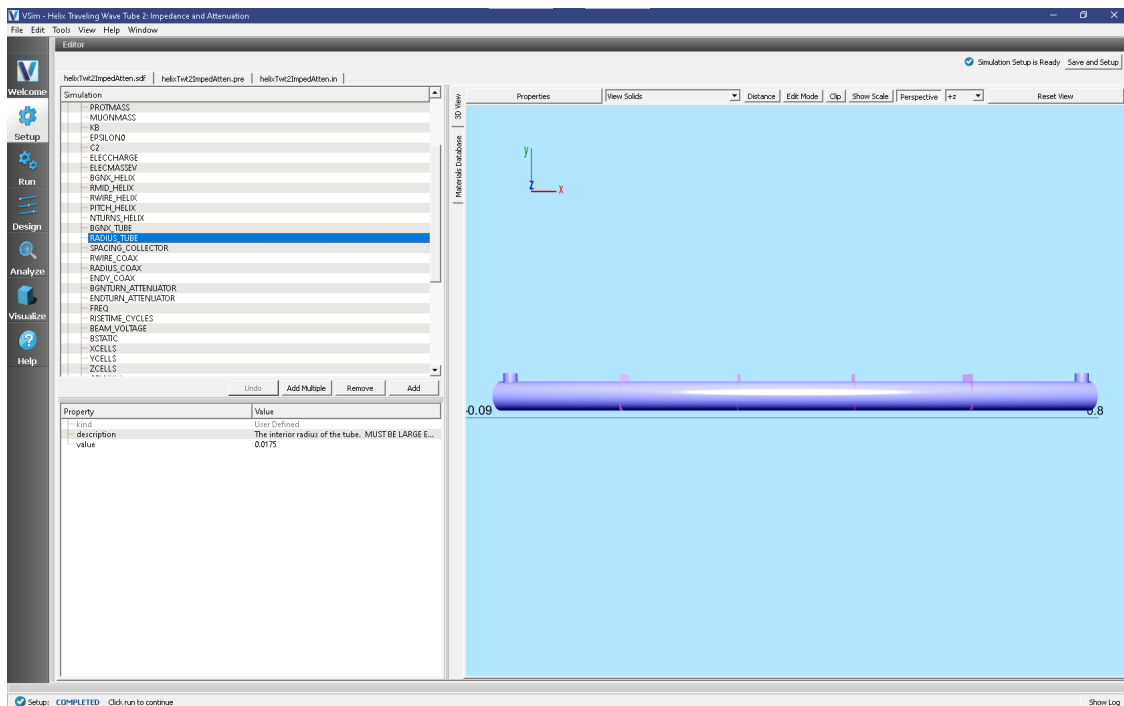 VSim - Helix Traveling Wave Tube 2: Impedance and Attenuation
File Edit Tools View Help Window
Editor
Simulation Setup is Ready Save and Setup
helixTwt2ImpedAtten.sdf helixTwt2ImpedAtten.pre helixTwt2ImpedAtten.in
Welcome
Setup
Run
Design
Analyze
Visualize
Help
Simulation
PROTMASS
MUONMASS
KB
EPSILON0
C2
ELECCHARGE
ELECMASSEV
BGNX_HELIX
RMID_HELIX
RWIRE_HELIX
PITCH_HELIX
NTURNS_HELIX
BGNX_TUBE
RADIUS_TUBE
SPACING_COLLECTOR
RWIRE_COAX
RADIUS_COAX
ENDY_COAX
BGNTURN_ATTENUATOR
ENDTURN_ATTENUATOR
FREQ
RISETIME_CYCLES
BEAM_VOLTAGE
BSTATIC
XCELLS
YCELLS
ZCELLS
Undo Add Multiple Remove Add
Property Value
kind User Defined
description The interior radius of the tube. MUST BE LARGE E...
value 0.0175
3D View
Materials Database
Properties View Solids Distance Edit Mode Clip Show Scale Perspective +z Reset View
y
z x
-0.09 0.8
Setup: COMPLETED Click run to continue Show Log